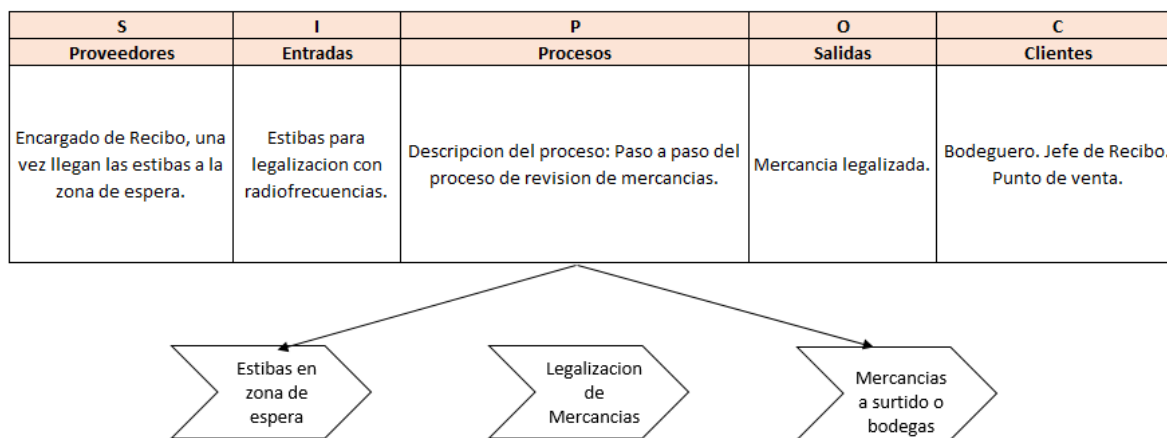 S
I
P
O
C
Proveedores
Entradas
Procesos
Salidas
Clientes
Encargado de Recibo, una
vez llegan las estibas a la
zona de espera.
Estibas para
legalizacion con
radiofrecuencias.
Descripcion del proceso: Paso a paso del
proceso de revision de mercancias.
Mercancia legalizada.
Bodeguero. Jefe de Recibo.
Punto de venta.
Estibas en
zona de
espera
Legalizacion
de
Mercancias
Mercancias
a surtido o
bodegas